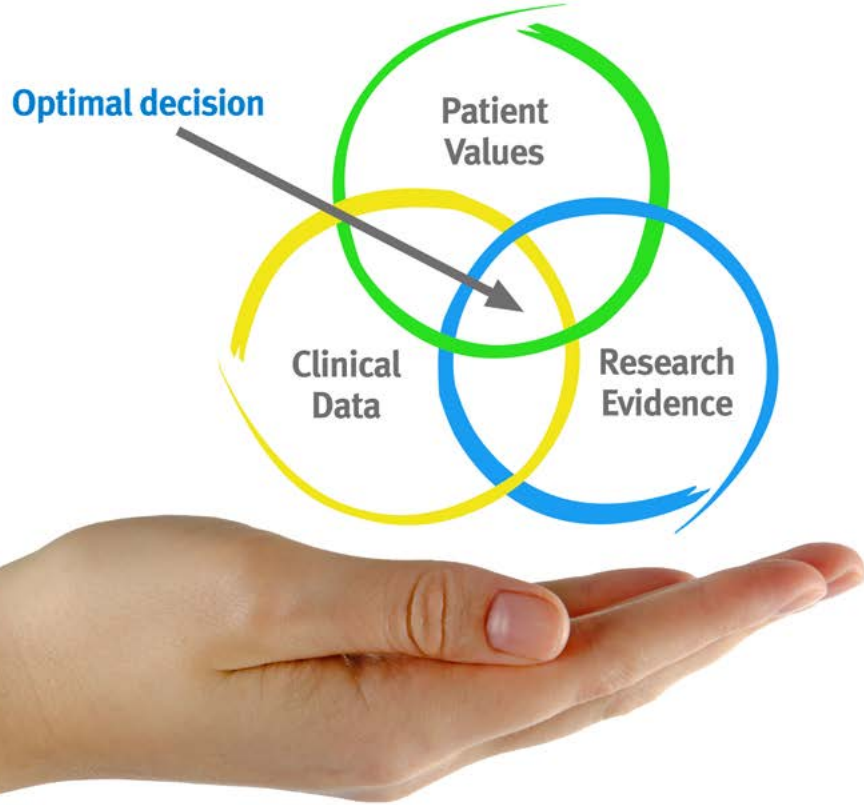 Optimal decision
Patient
Values
Clinical
Data
Research
Evidence